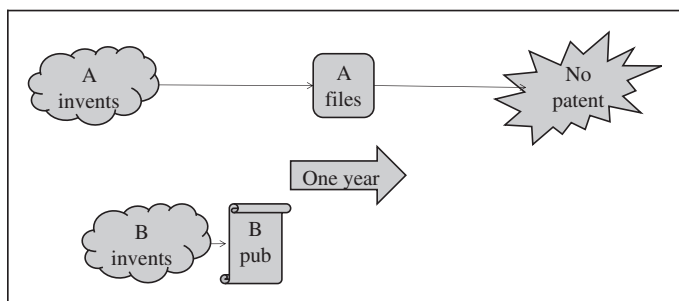 A
invents
A
files
No
patent
One year
B
invents
B
pub